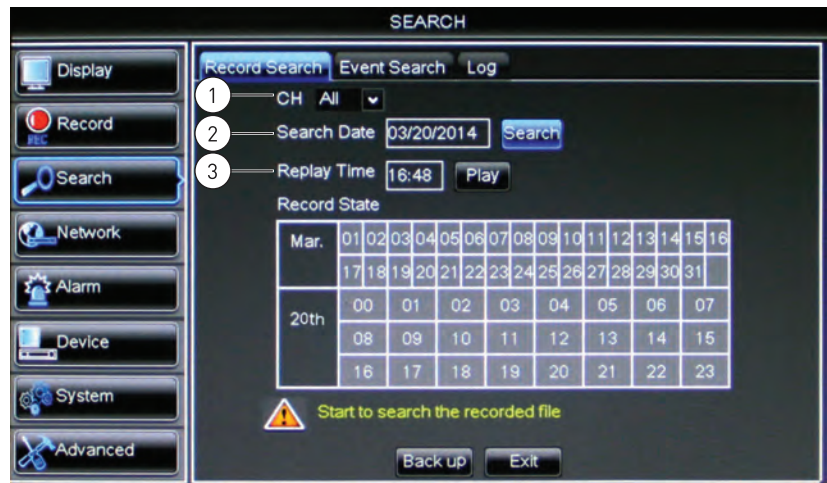 SEARCH
Display
Record
REC
Search
Network
Alarm
Device
System
Advanced
Record Search Event Search Log
1 CH All
2 Search Date 03/20/2014 Search
3 Replay Time 16:48 Play
Record State
Mar. 01 02 03 04 05 06 07 08 09 10 11 12 13 14 15 16
17 18 19 20 21 22 23 24 25 26 27 28 29 30 31
20th 00 01 02 03 04 05 06 07
08 09 10 11 12 13 14 15
16 17 18 19 20 21 22 23
! Start to search the recorded file
Back up Exit